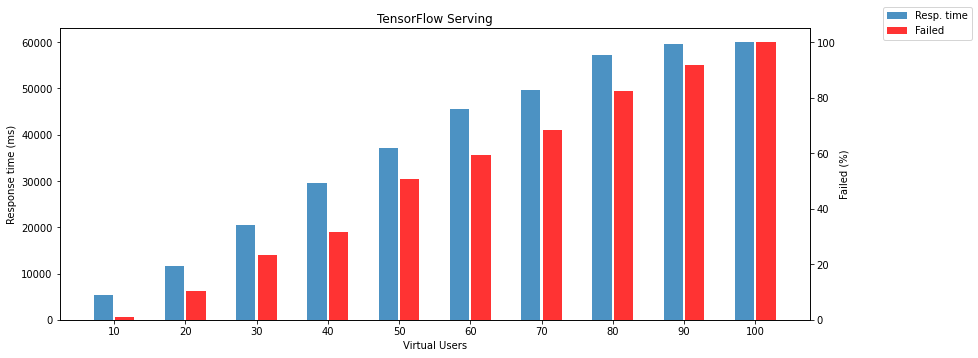 TensorFlow Serving
Resp. time
Failed
Response time (ms)
60000
50000
40000
30000
20000
10000
0
100
80
60
40
20
0
Failed (%)
10 20 30 40 50 60 70 80 90 100
Virtual Users